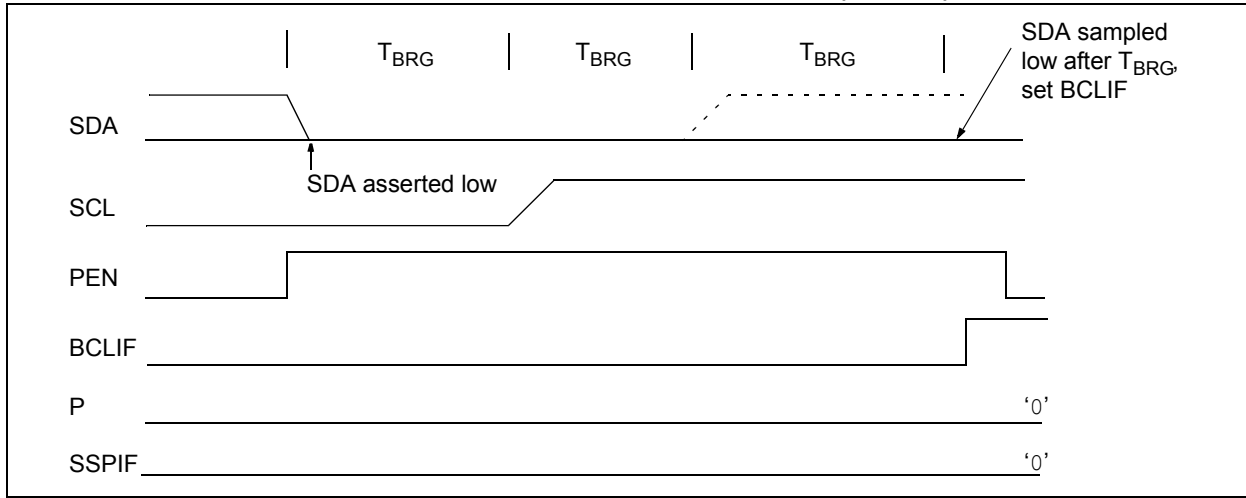 TBRG TBRG TBRG
SDA sampled
low after TBRG,
set BCLIF
SDA
SDA asserted low
SCL
PEN
BCLIF
P ‘0’
SSPIF ‘0’